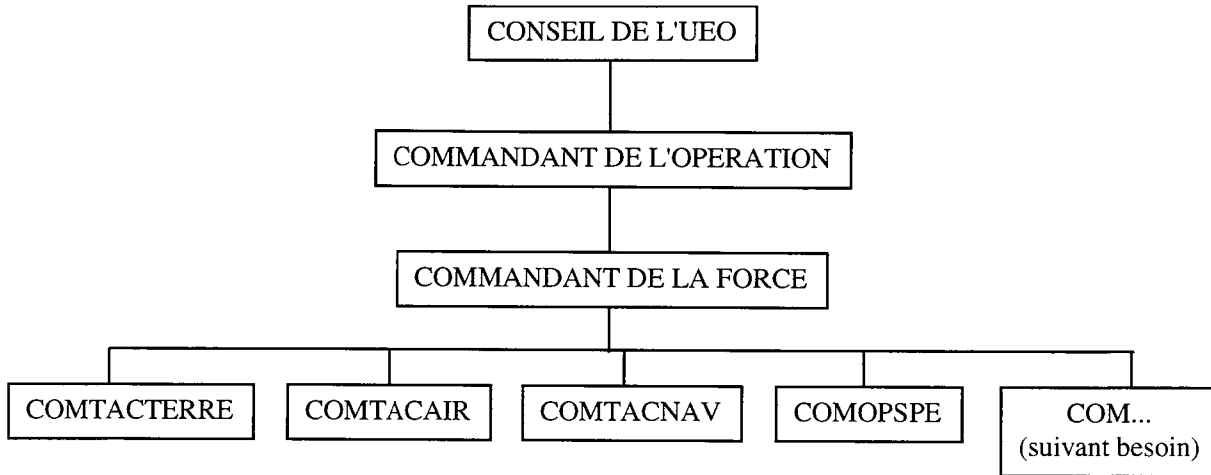 CONSEIL DE L'UEO
COMMANDANT DE L'OPERATION
COMMANDANT DE LA FORCE
COMTACTERRE
COMTACAIR
COMTACNAV
COMOPSPE
COM...
(suivant besoin)